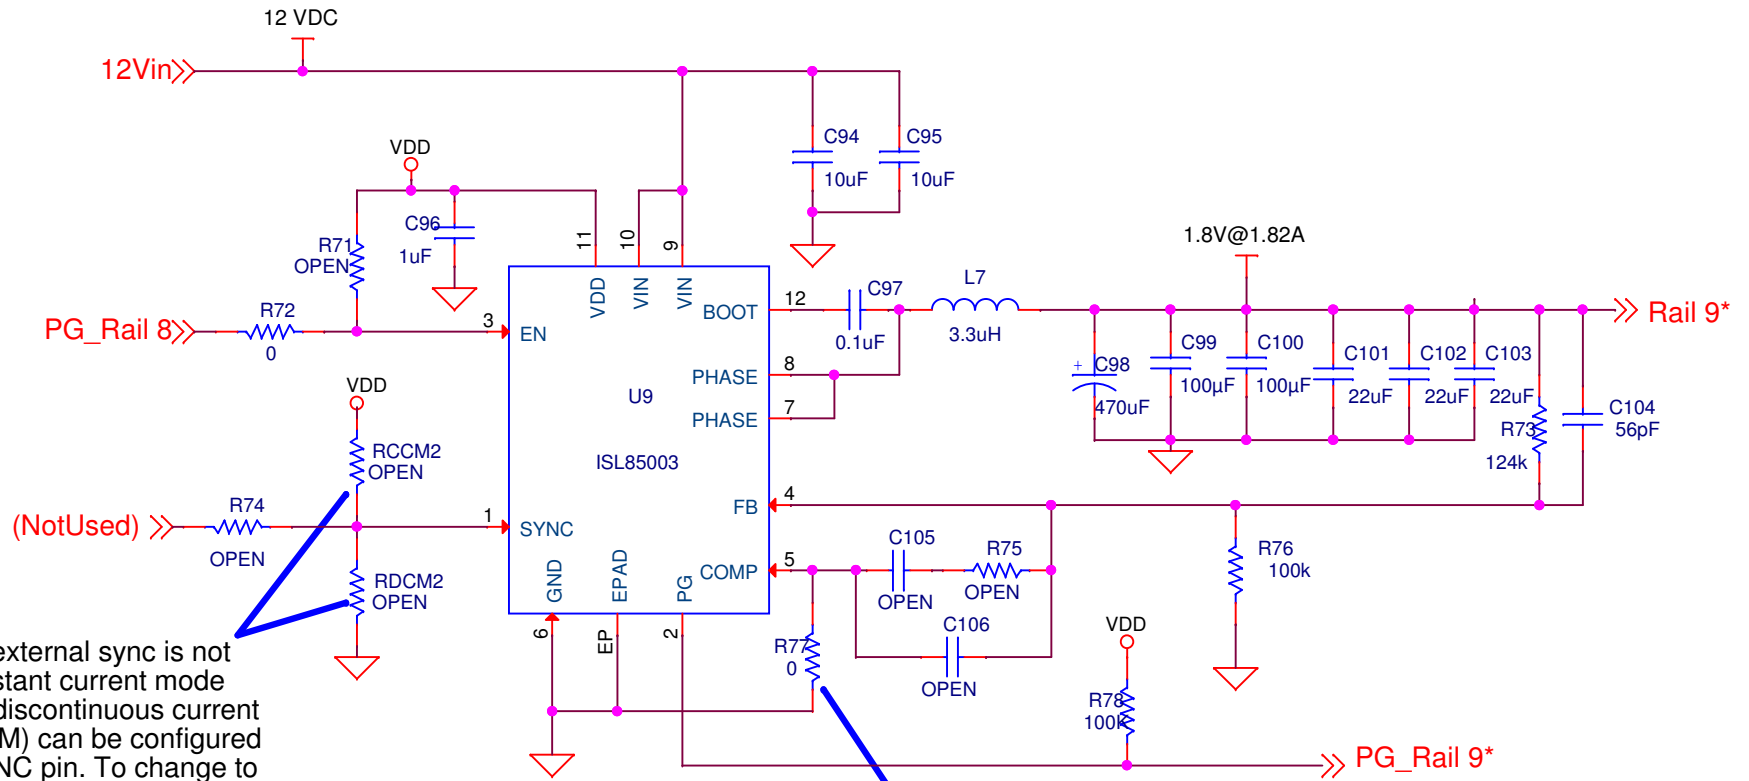 12 VDC
12Vin
VDD
C94
10uF
C95
10uF
C96
1uF
R71
OPEN
11
10
9
1.8V@1.82A
VDD
VIN
VIN
BOOT
12
C97
0.1uF
L7
3.3uH
Rail 9*
PG_Rail 8
R72
0
3
EN
PHASE
8
PHASE
7
U9
ISL85003
+
C98
470uF
C99
100µF
C100
100µF
C101
22uF
C102
22uF
C103
22uF
R73
124k
C104
56pF
VDD
RCCM2
OPEN
(NotUsed)
R74
OPEN
1
SYNC
RDCM2
OPEN
FB
4
COMP
5
C105
OPEN
R75
OPEN
C106
OPEN
R76
100k
GND
EPAD
PG
6
EP
2
R77
0
VDD
R78
100k
PG_Rail 9*
external sync is not
stant current mode
discontinuous current
M) can be configured
NC pin. To change to